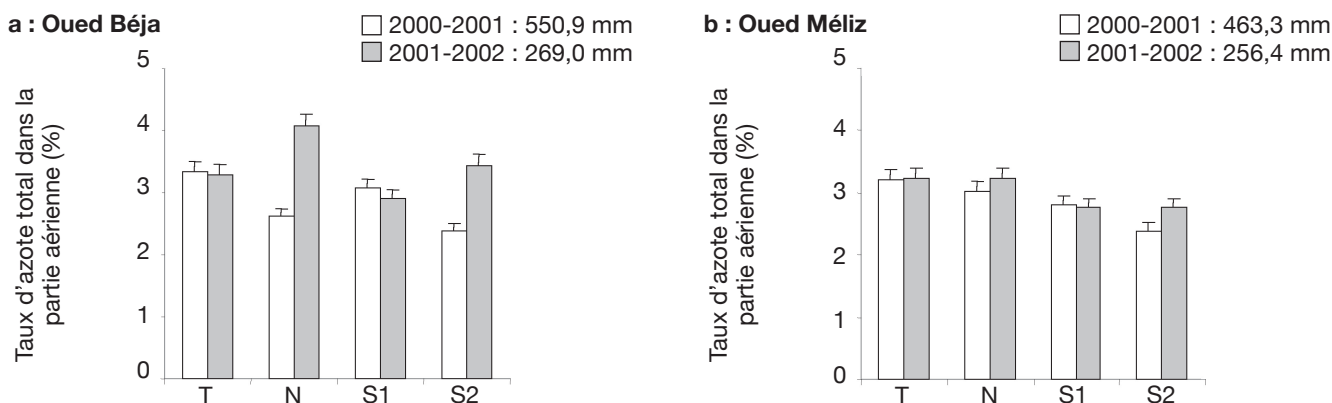 a : Oued Béja
2000-2001 : 550,9 mm
2001-2002 : 269,0 mm
Taux d'azote total dans la
partie aérienne (%)
5
4
3
2
1
0
T N S1 S2
b : Oued Méliz
2000-2001 : 463,3 mm
2001-2002 : 256,4 mm
Taux d'azote total dans la
partie aérienne (%)
5
4
3
2
1
0
T N S1 S2